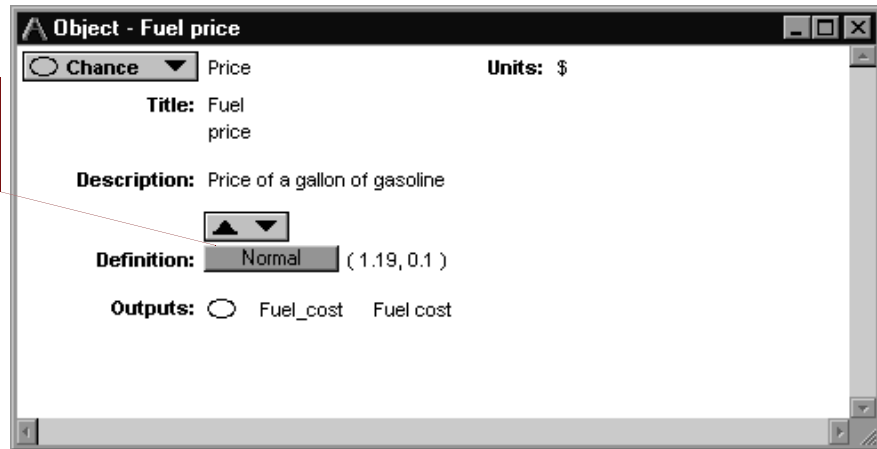 Object - Fuel price
Chance Price Units: $
Title: Fuel
price
Description: Price of a gallon of gasoline
Definition: Normal ( 1.19, 0.1 )
Outputs: Fuel_cost Fuel cost